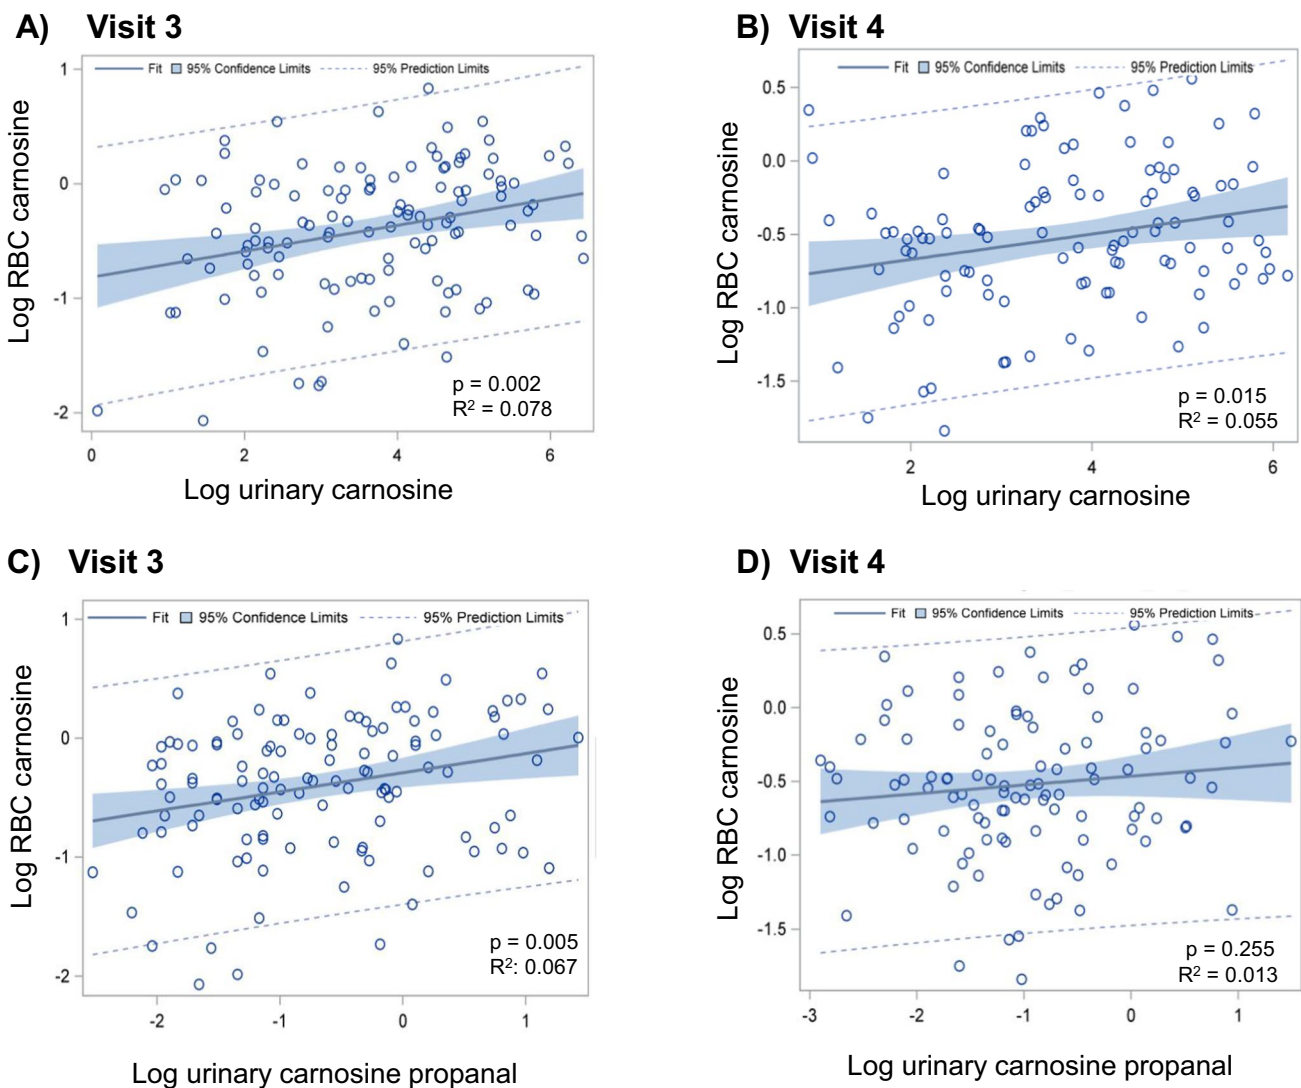 A) Visit 3
Fit 95% Confidence Limits 95% Prediction Limits
Log RBC carnosine
1
0
-1
-2
p = 0.002
R² = 0.078
0 2 4 6
Log urinary carnosine
B) Visit 4
Fit 95% Confidence Limits 95% Prediction Limits
Log RBC carnosine
0.5
0.0
-0.5
-1.0
-1.5
p = 0.015
R² = 0.055
2 4 6
Log urinary carnosine
C) Visit 3
Fit 95% Confidence Limits 95% Prediction Limits
Log RBC carnosine
1
0
-1
-2
p = 0.005
R²: 0.067
-2 -1 0 1
Log urinary carnosine propanal
D) Visit 4
Fit 95% Confidence Limits 95% Prediction Limits
Log RBC carnosine
0.5
0.0
-0.5
-1.0
-1.5
p = 0.255
R² = 0.013
-3 -2 -1 0 1
Log urinary carnosine propanal